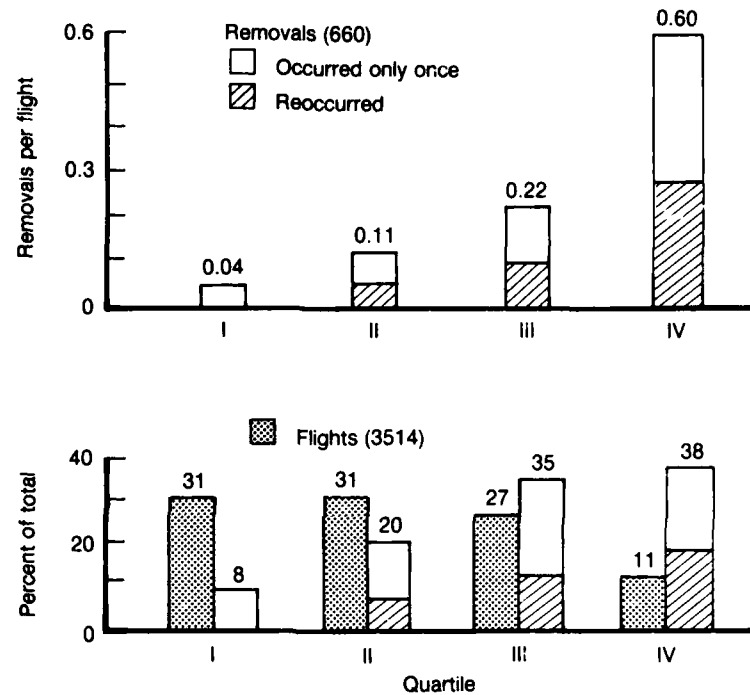 Removals (660)
Occurred only once
Reoccurred
Removals per flight
0.6
0.3
0
0.04
0.11
0.22
0.60
I
II
III
IV
Flights (3514)
Percent of total
40
20
0
31
8
31
20
27
35
11
38
I
II
III
IV
Quartile